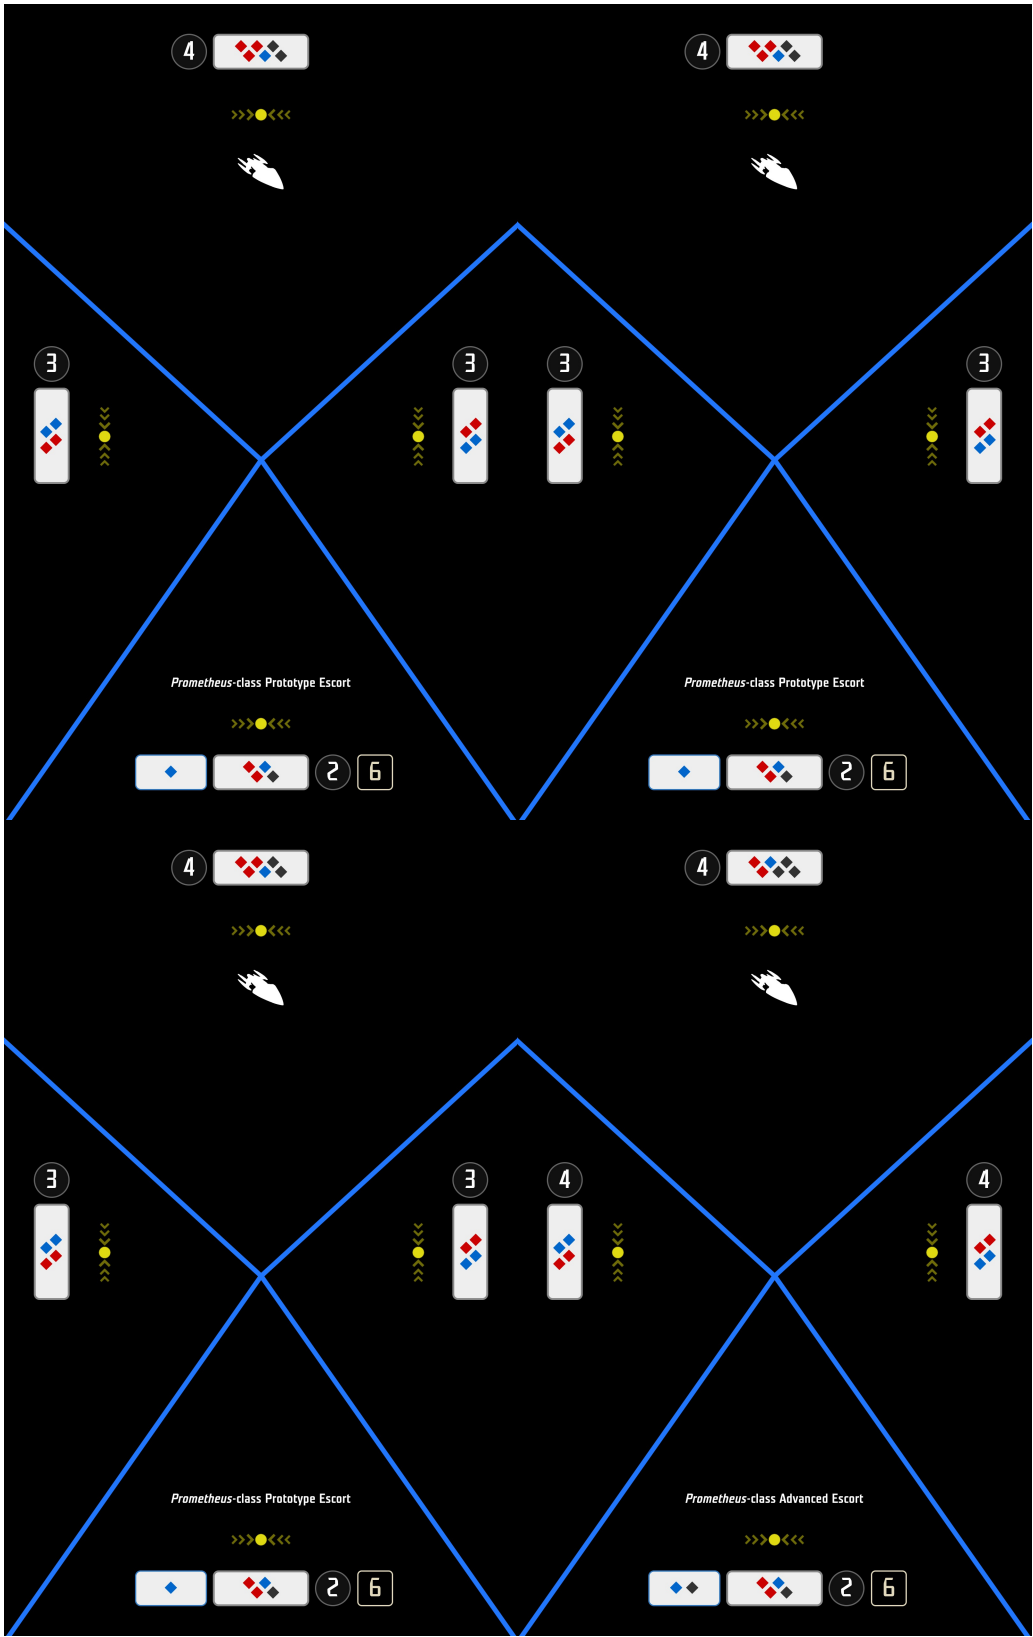 4 4
3 3 3 3
Prometheus-class Prototype Escort Prometheus-class Prototype Escort
2 6 2 6
4 4
3 3 4 4
Prometheus-class Prototype Escort Prometheus-class Advanced Escort
2 6 2 6